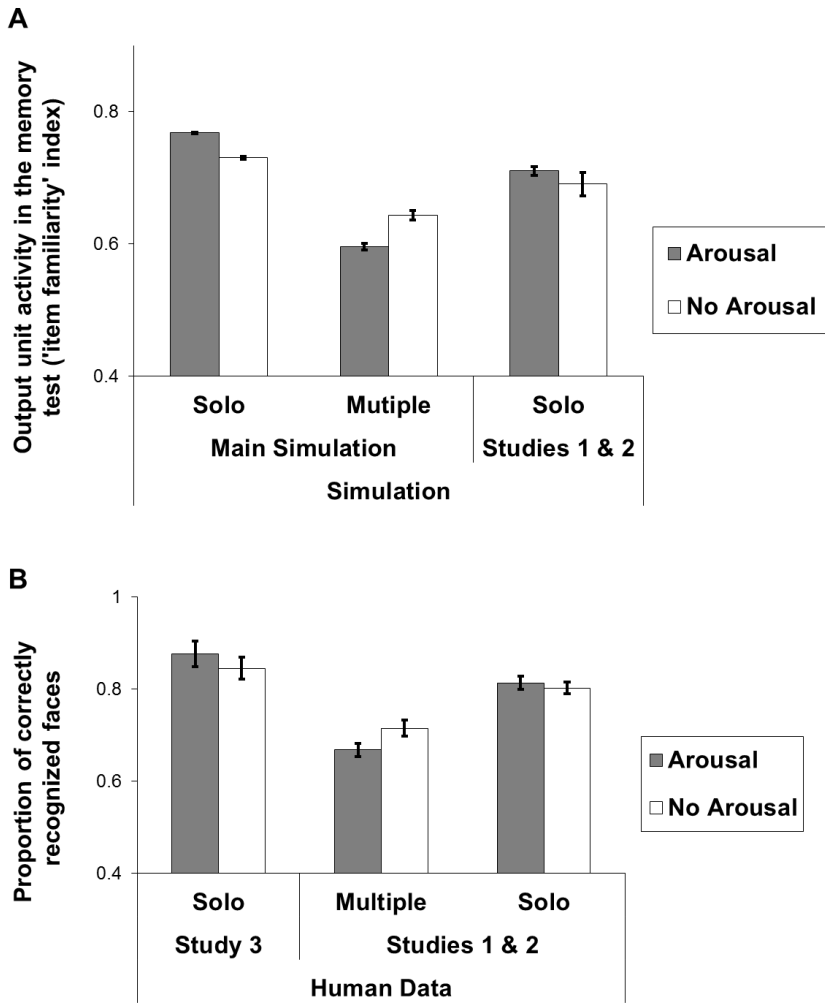 A
Output unit activity in the memory
test ('item familiarity' index)
0.8
0.6
0.4
Solo
Mutiple
Solo
Main Simulation
Studies 1 & 2
Simulation
Arousal
No Arousal
B
Proportion of correctly
recognized faces
1
0.8
0.6
0.4
Solo
Multiple
Solo
Study 3
Studies 1 & 2
Human Data
Arousal
No Arousal